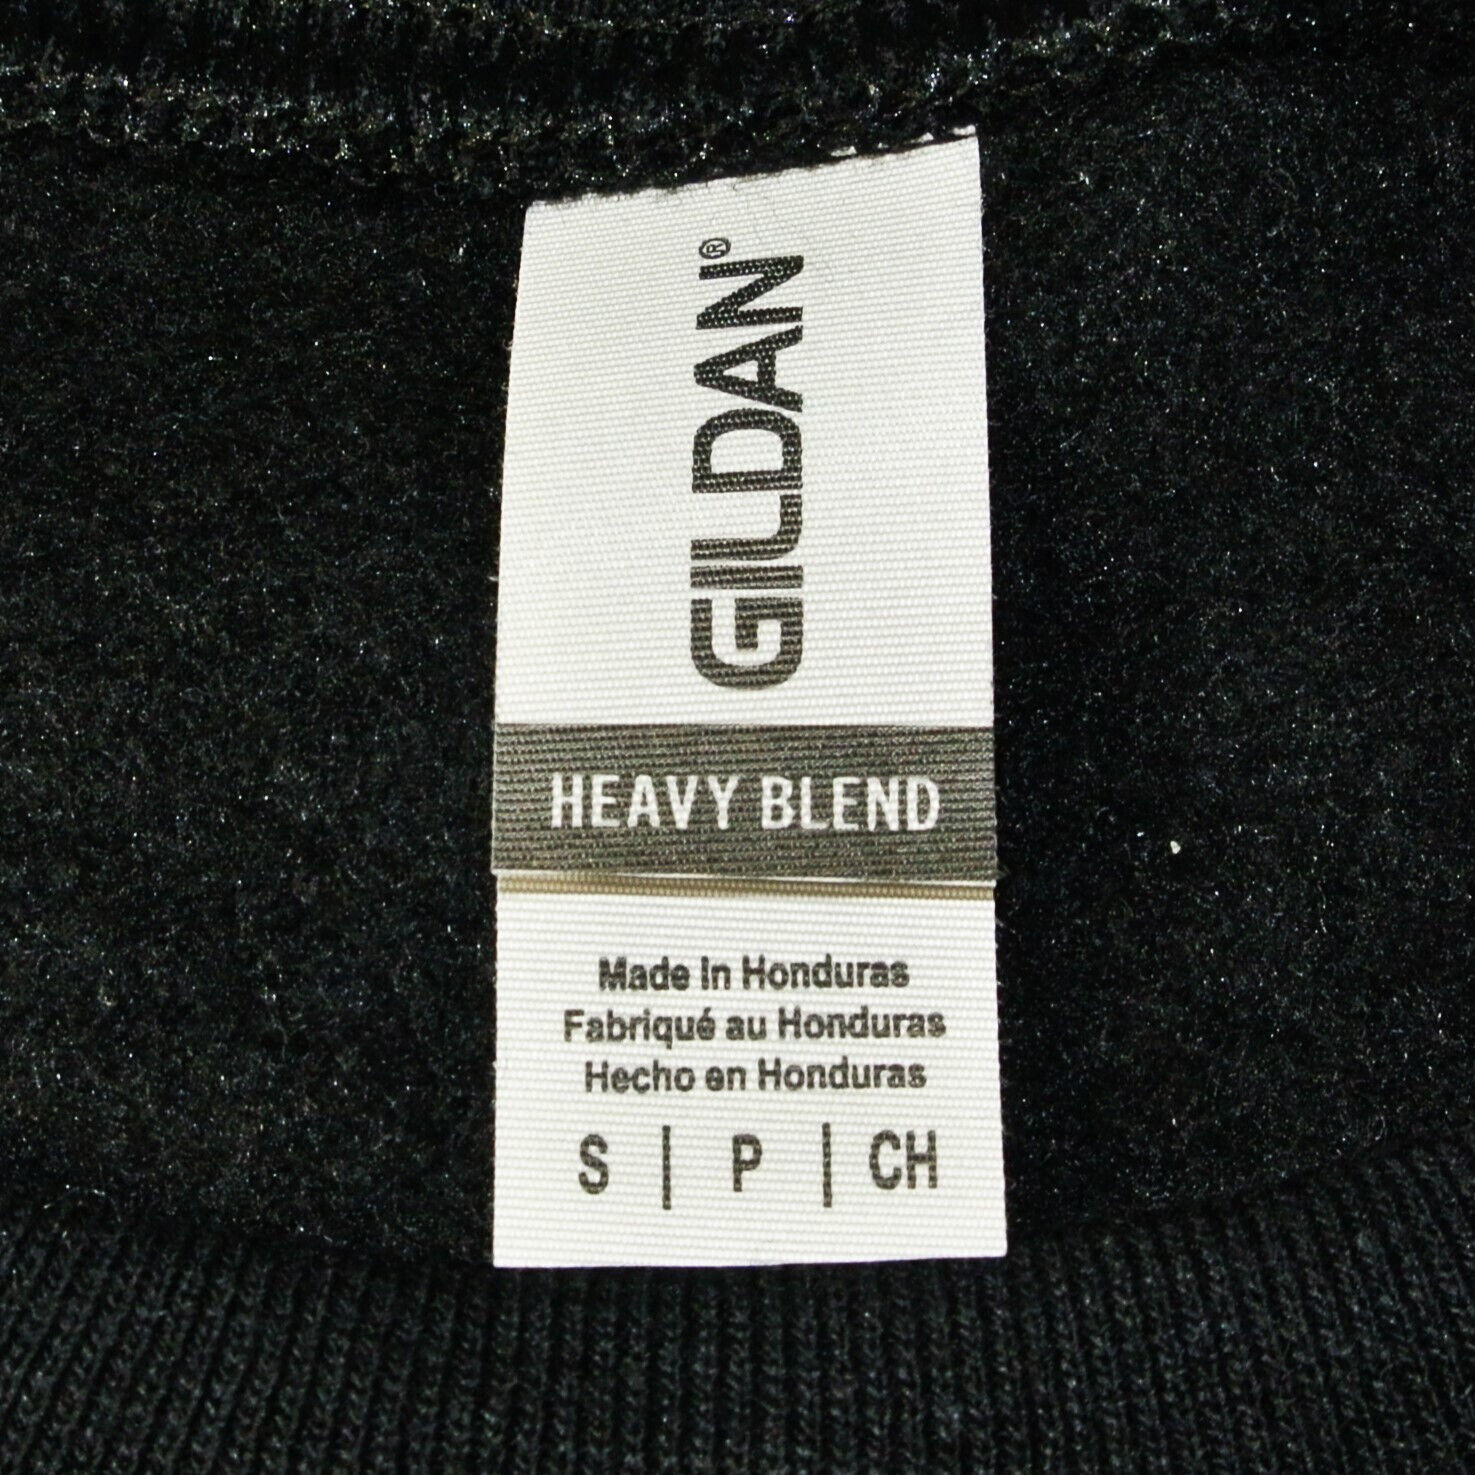 GILDAN®
HEAVY BLEND
Made in Honduras
Fabriqué au Honduras
Hecho en Honduras
S | P | CH